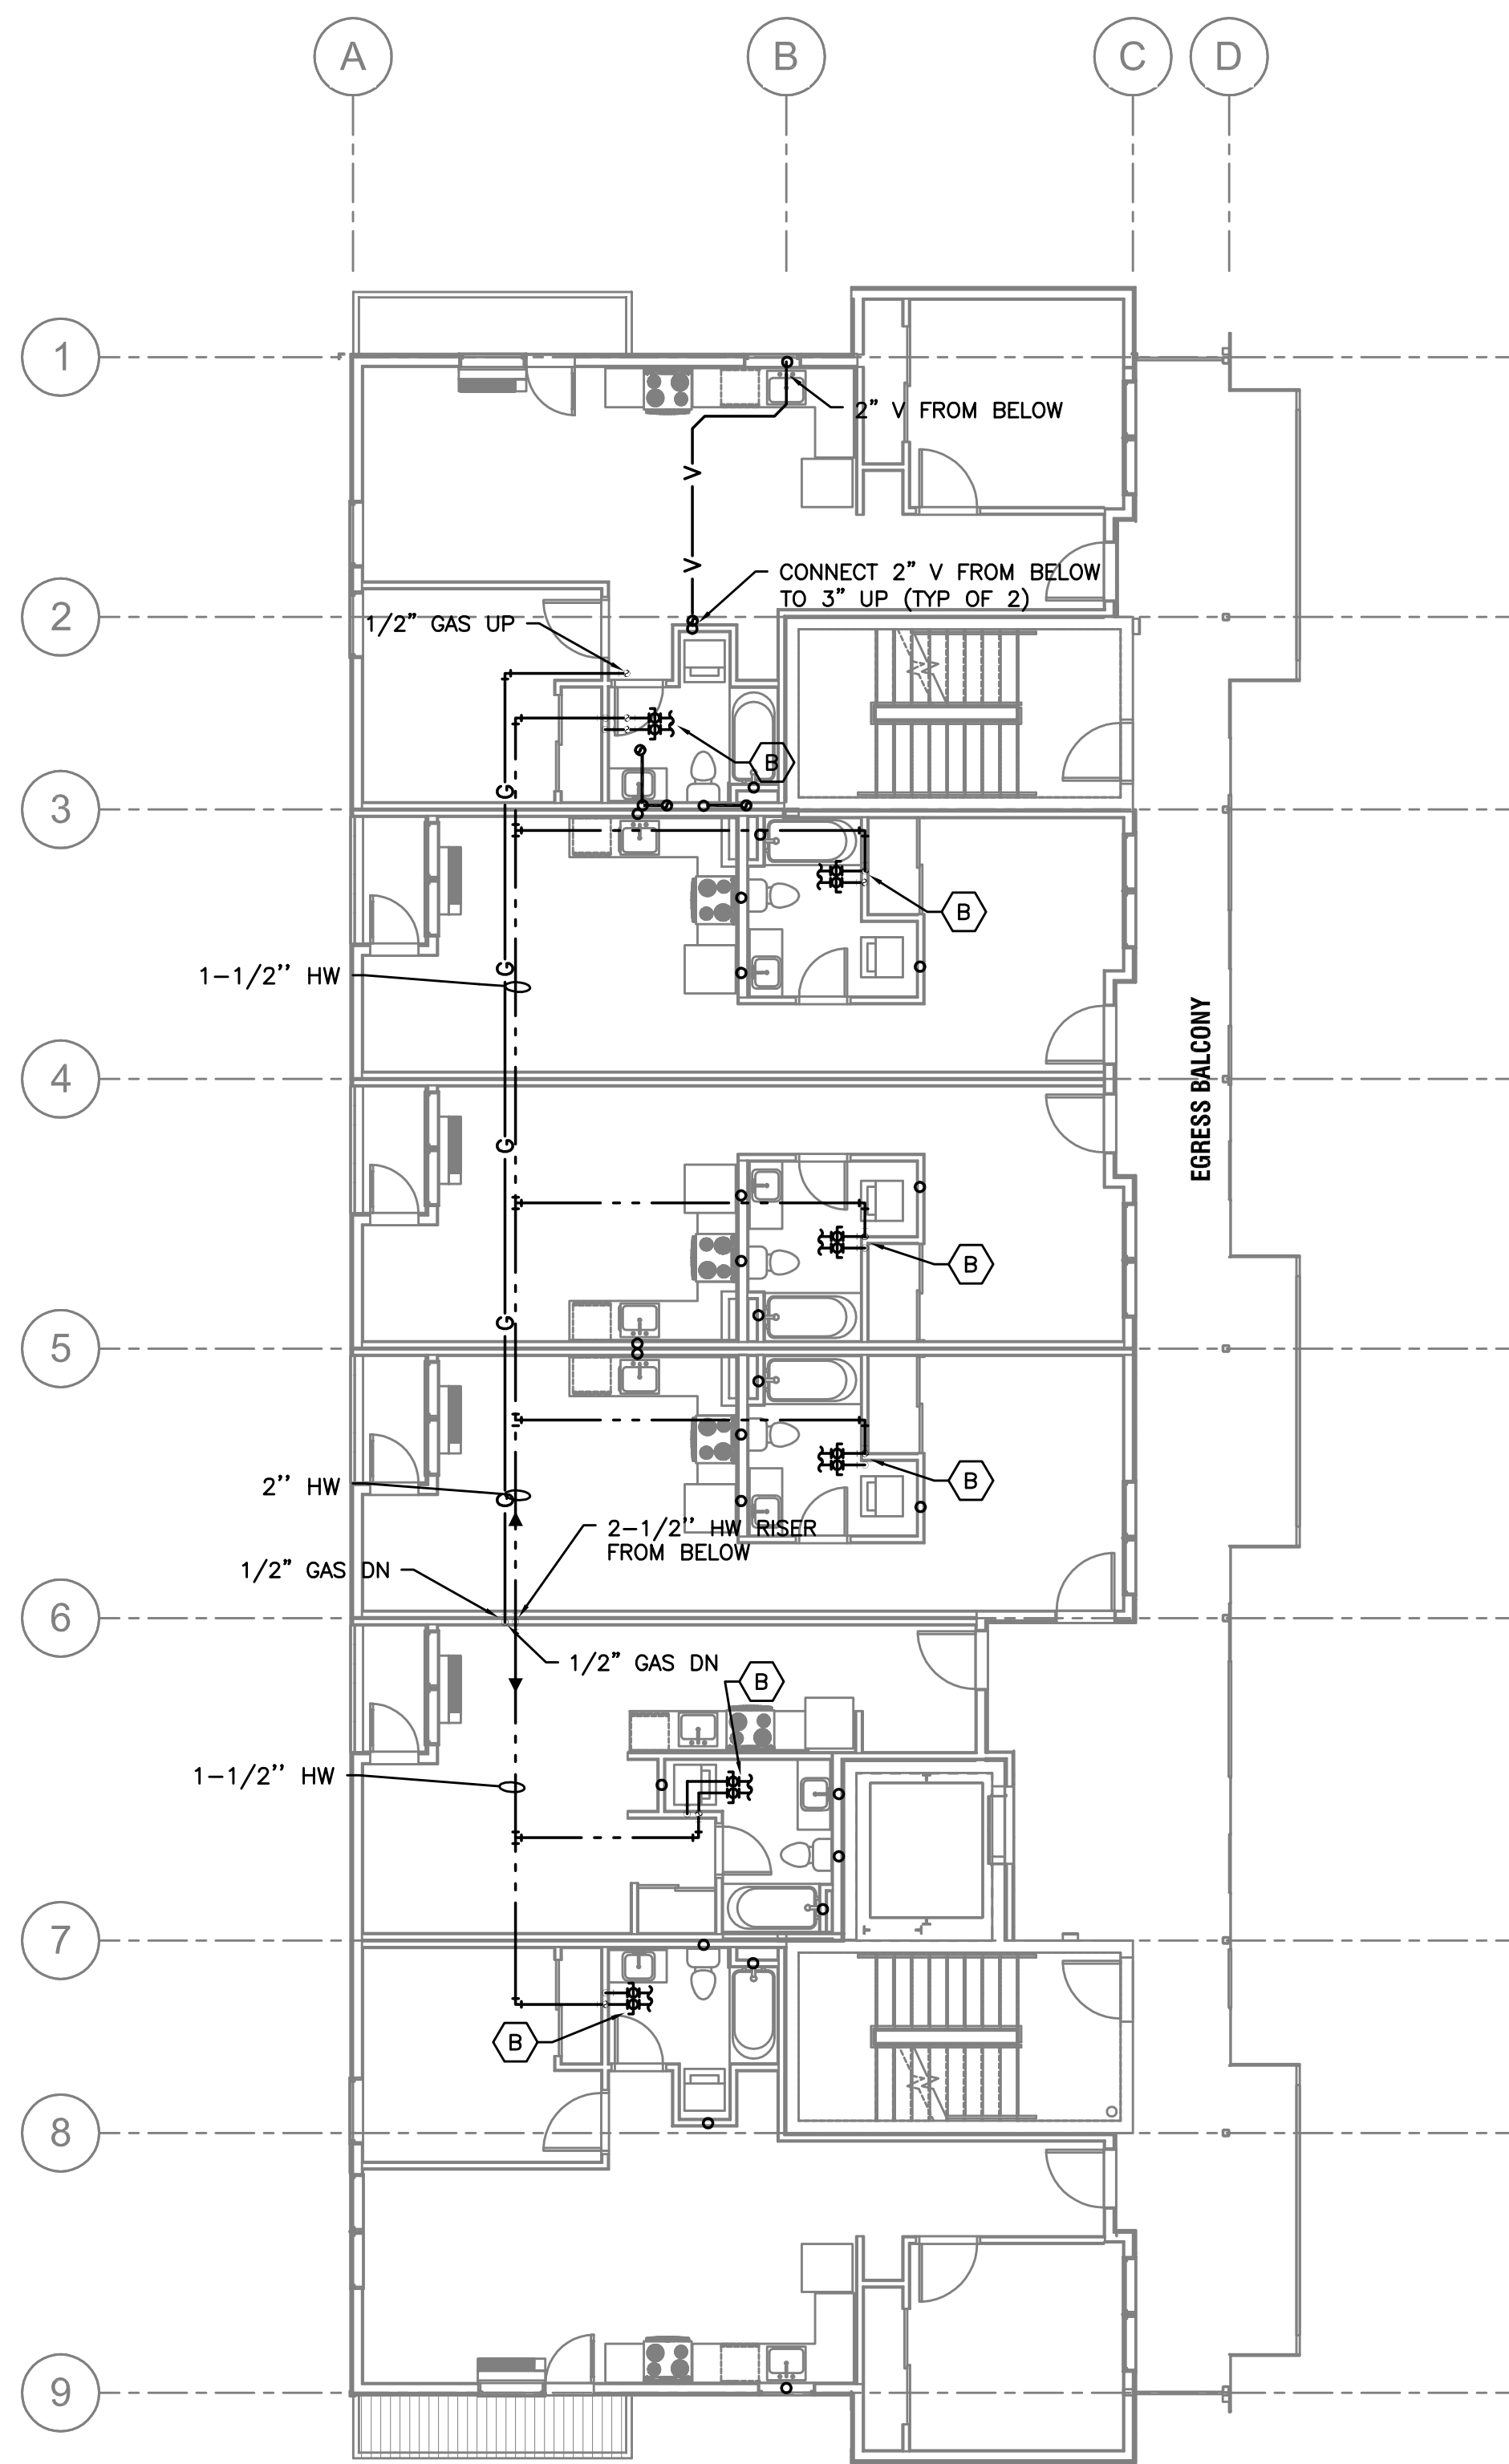 A
B
C
D
1
2" V FROM BELOW
V
V
CONNECT 2" V FROM BELOW
TO 3" UP (TYP OF 2)
2
1/2" GAS UP
B
G
3
B
G
1-1/2'' HW
EGRESS BALCONY
4
G
B
G
5
B
2'' HW
G
2-1/2'' HW RISER
FROM BELOW
1/2" GAS DN
6
1/2" GAS DN
B
1-1/2'' HW
7
B
8
9